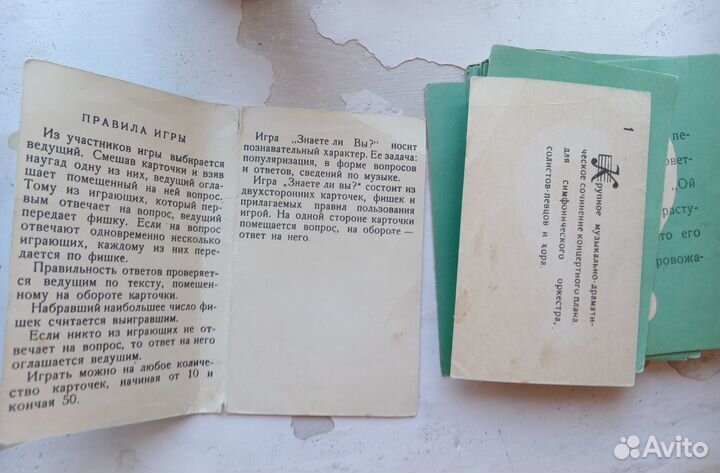 ПРАВИЛА ИГРЫ
Из участников игры выбирается
ведущий. Смешав карточки и взяв
наугад одну из них, ведущий огла-
шает помещенный на ней вопрос.
Тому из играющих, который пер-
вым отвечает на вопрос, ведущий
передает фишку. Если на вопрос
отвечают одновременно несколько
играющих, каждому из них пере-
дается по фишке.
Правильность ответов проверяет-
ся ведущим по тексту, помещен-
ному на обороте карточки.
Набравший наибольшее число фи-
шек считается выигравшим.
Если никто из играющих не от-
вечает на вопрос, то ответ на него
оглашается ведущим.
Играть можно на любое количе-
ство карточек, начиная от 10 и
кончая 50.
Игра „Знаете ли Вы?" носит
познавательный характер. Ее задача:
популяризация, в форме вопросов
и ответов, сведений по музыке.
Игра „Знаете ли вы?" состоит из
двухсторонних карточек, фишек и
прилагаемых правил пользования
игрой. На одной стороне карточки
помещается вопрос, на обороте —
ответ на него.
1
Крупное музыкально-драмати-
ческое сочинение концертного плана
для симфонического оркестра,
солистов-певцов и хора.
пе-
овет-
„Ой
расту-
то его
ровожа-
Avito